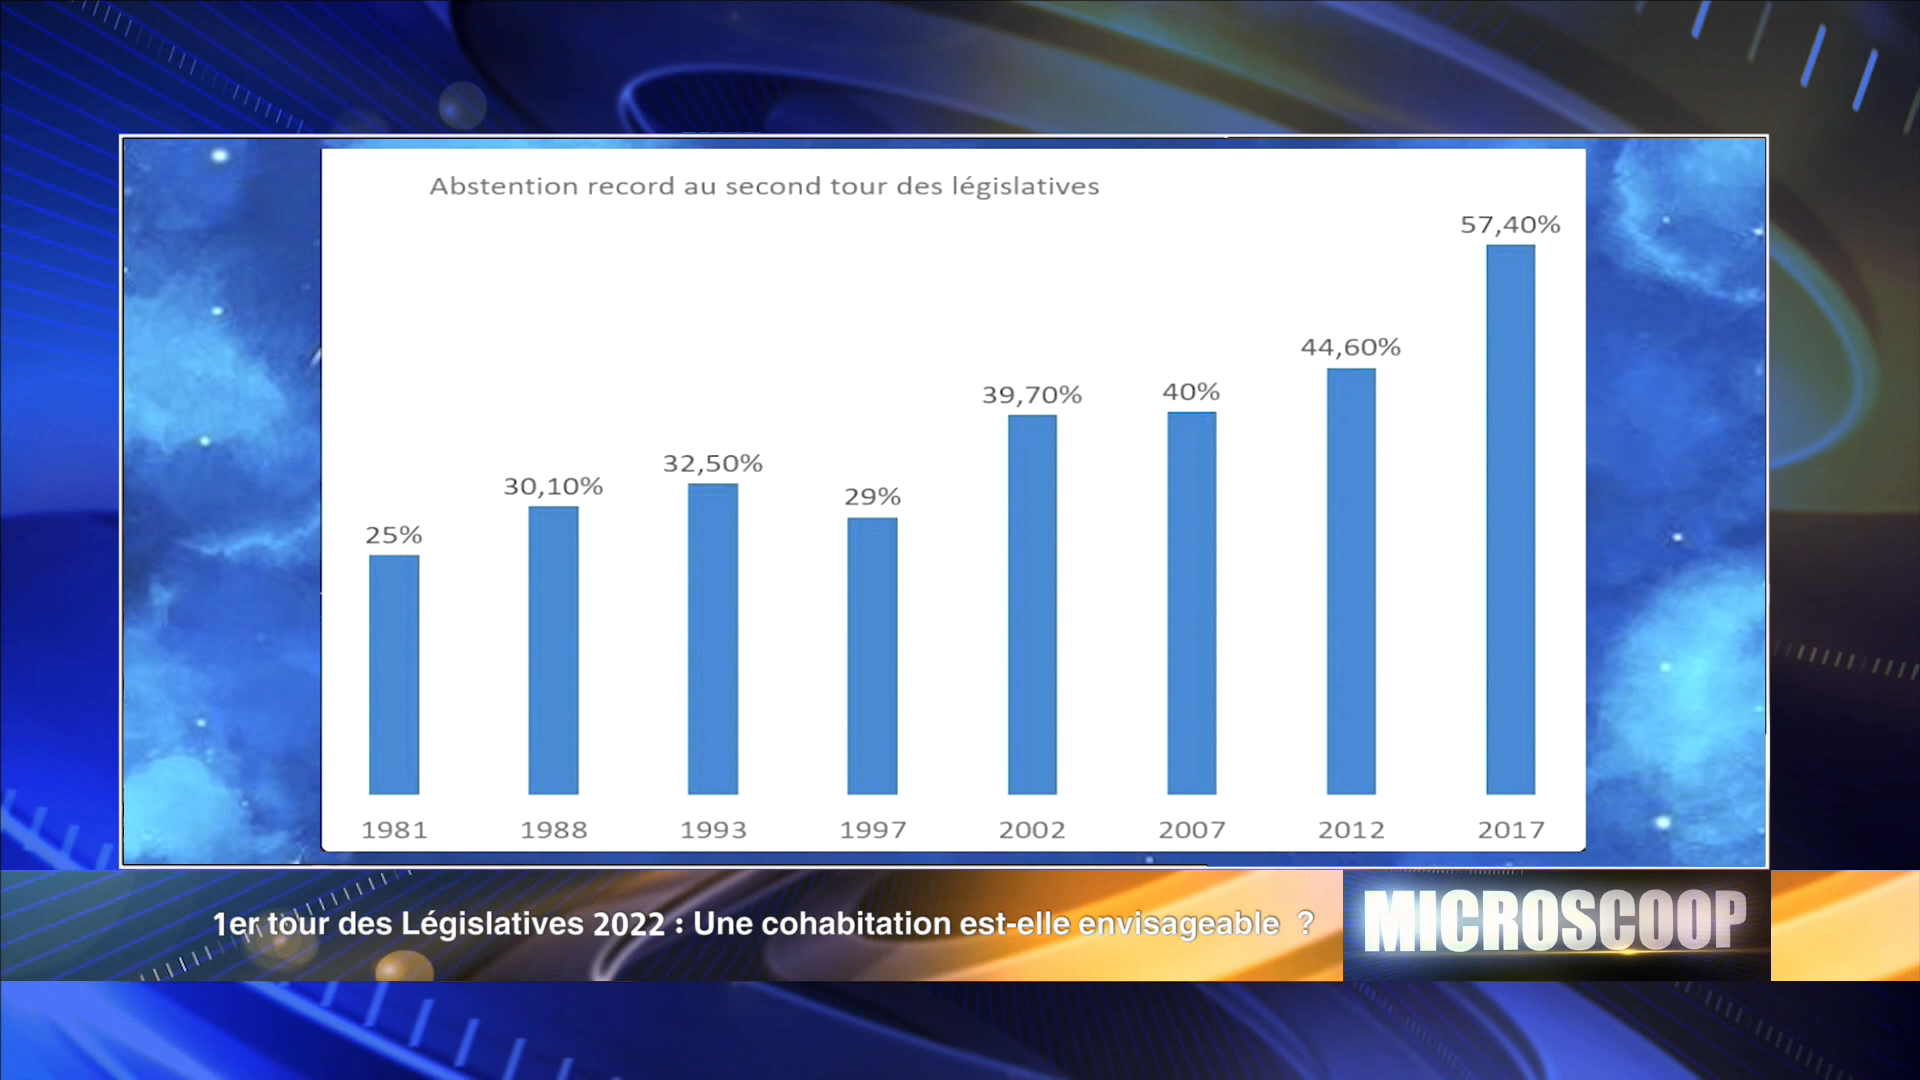 Abstention record au second tour des législatives
57,40%
44,60%
39,70%
40%
32,50%
30,10%
29%
25%
1981 1988 1993 1997 2002 2007 2012 2017
1er tour des Législatives 2022 : Une cohabitation est-elle envisageable ?
MICROSCOOP